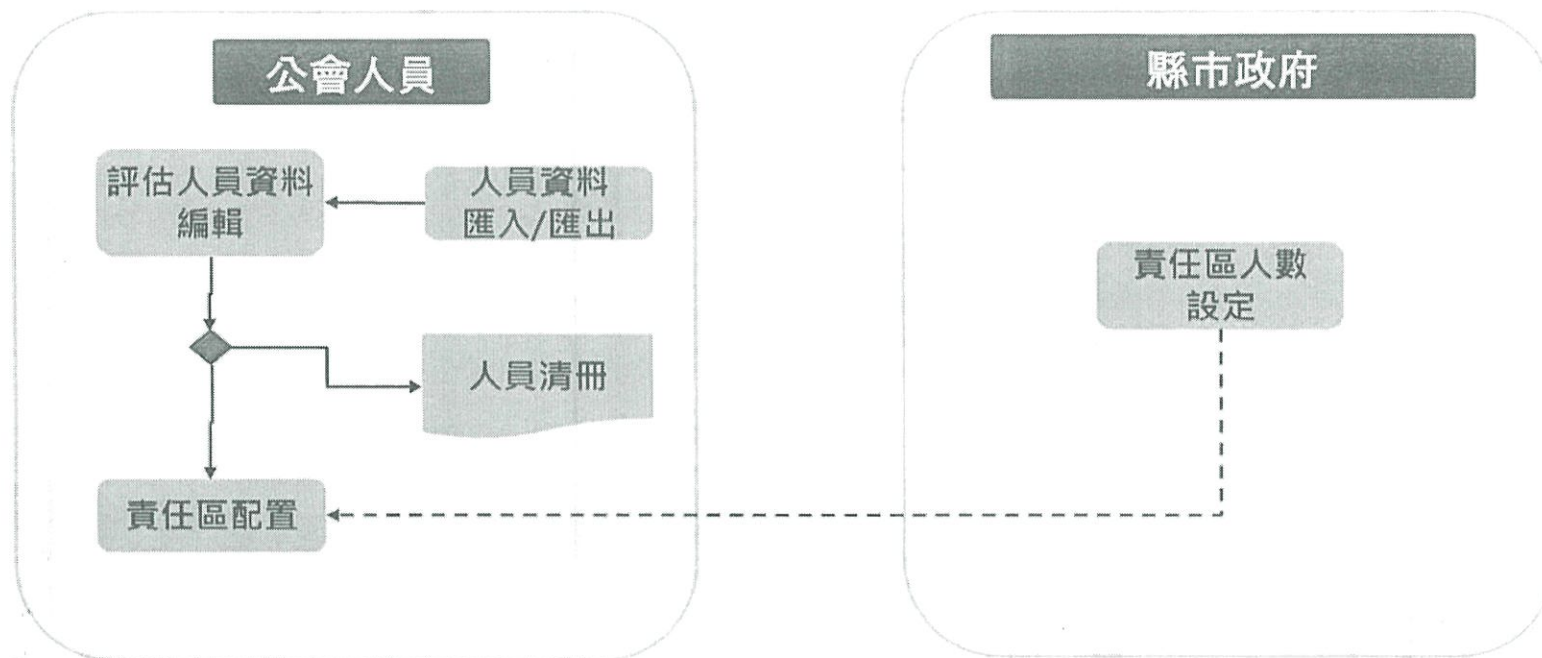 公會人員
評估人員資料
編輯
人員資料
匯入/匯出
人員清冊
責任區配置
縣市政府
責任區人數
設定